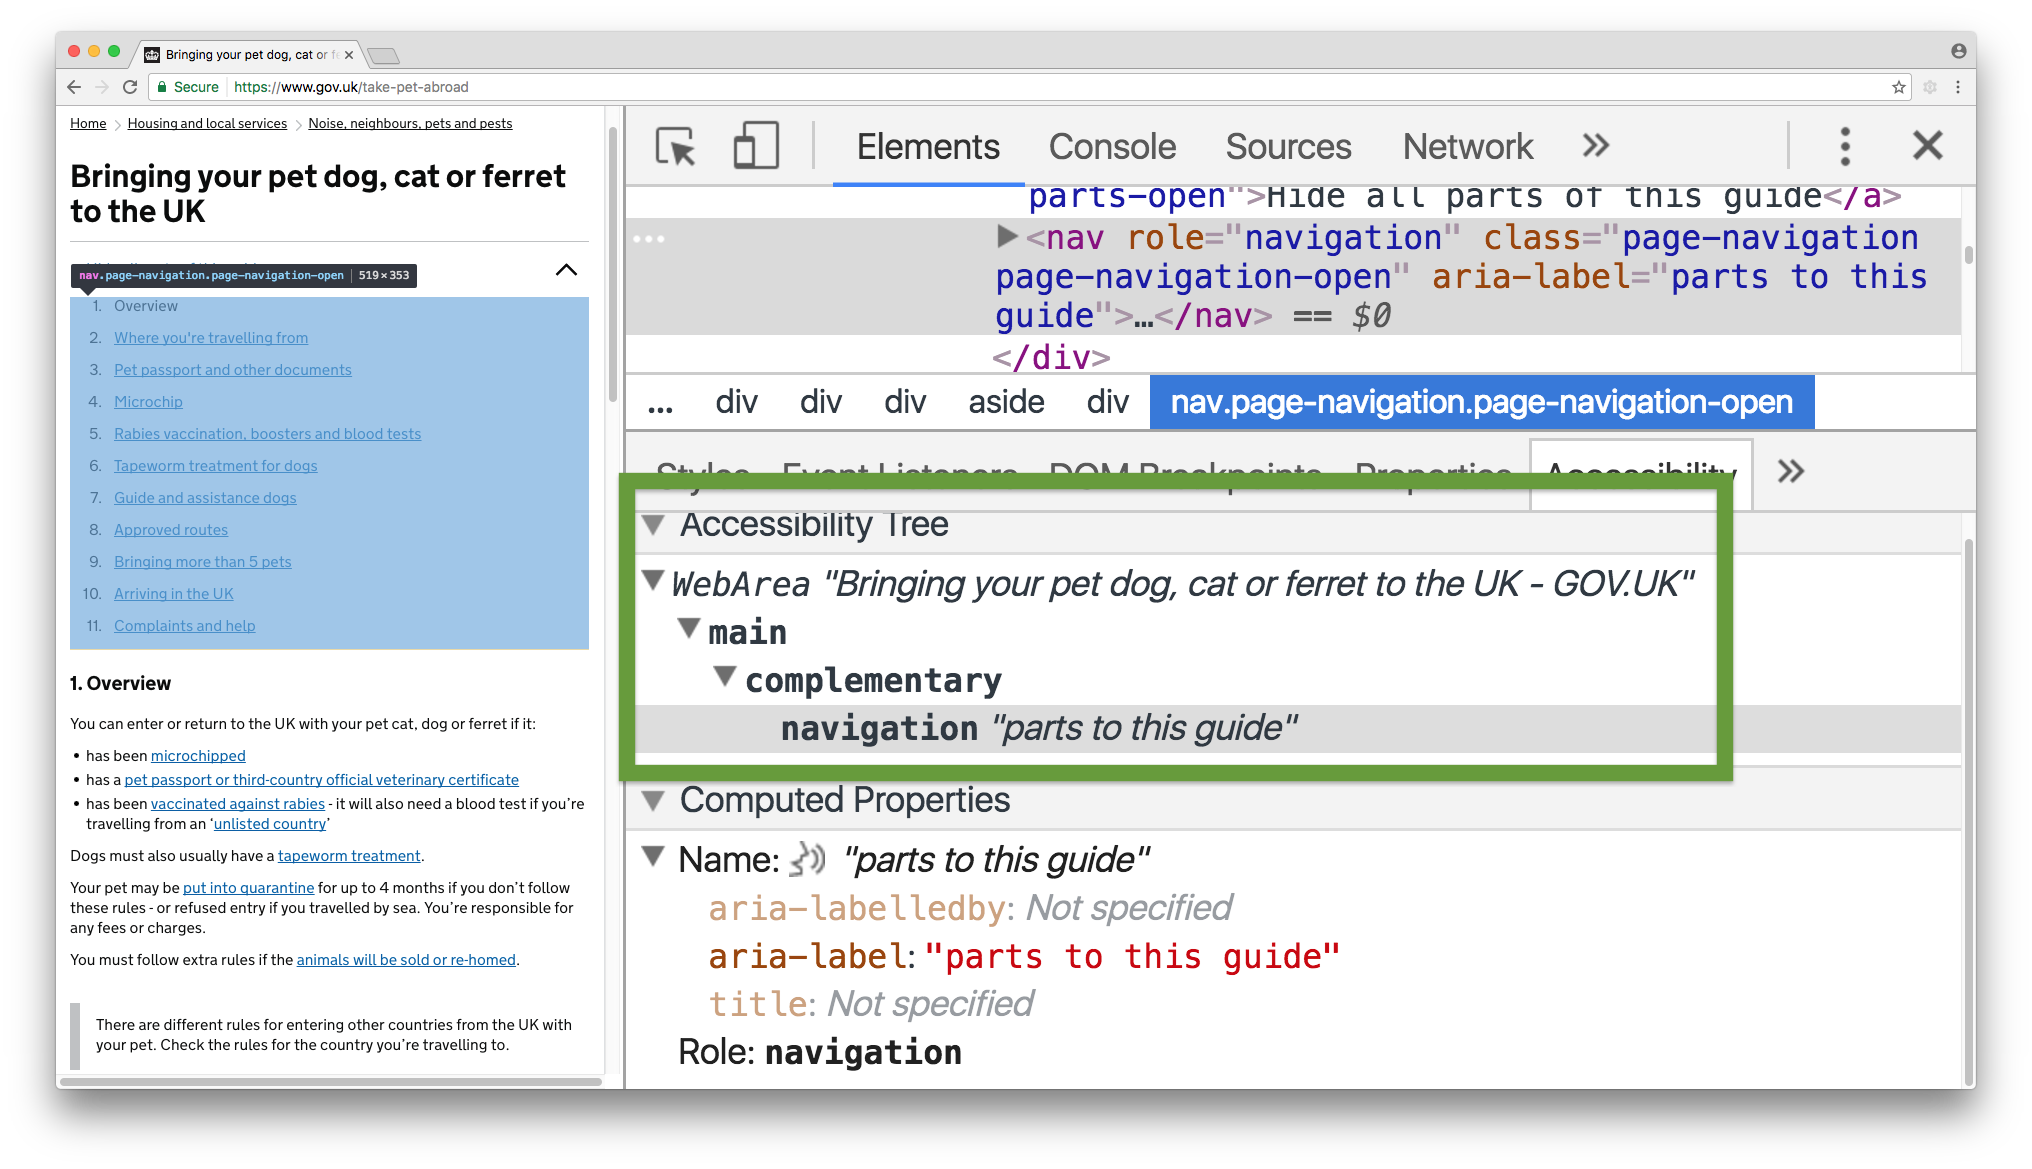 Bringing your pet dog, cat or fe
Secure https://www.gov.uk/take-pet-abroad
Home Housing and local services Noise, neighbours, pets and pests
Bringing your pet dog, cat or ferret
to the UK
nav.page-navigation.page-navigation-open | 519×353
1. Overview
2. Where you're travelling from
3. Pet passport and other documents
4. Microchip
5. Rabies vaccination, boosters and blood tests
6. Tapeworm treatment for dogs
7. Guide and assistance dogs
8. Approved routes
9. Bringing more than 5 pets
10. Arriving in the UK
11. Complaints and help
1. Overview
You can enter or return to the UK with your pet cat, dog or ferret if it:
• has been microchipped
• has a pet passport or third-country official veterinary certificate
• has been vaccinated against rabies - it will also need a blood test if you’re
travelling from an ‘unlisted country’
Dogs must also usually have a tapeworm treatment.
Your pet may be put into quarantine for up to 4 months if you don’t follow
these rules - or refused entry if you travelled by sea. You’re responsible for
any fees or charges.
You must follow extra rules if the animals will be sold or re-homed.
There are different rules for entering other countries from the UK with
your pet. Check the rules for the country you’re travelling to.
Elements Console Sources Network »
parts-open">Hide all parts of this guide</a>
... <nav role="navigation" class="page-navigation
page-navigation-open" aria-label="parts to this
guide">…</nav> == $0
</div>
... div div div aside div nav.page-navigation.page-navigation-open
Styles Event Listeners DOM Breakpoints Properties Accessibility »
Accessibility Tree
WebArea "Bringing your pet dog, cat or ferret to the UK - GOV.UK"
main
complementary
navigation "parts to this guide"
Computed Properties
Name: "parts to this guide"
aria-labelledby: Not specified
aria-label: "parts to this guide"
title: Not specified
Role: navigation